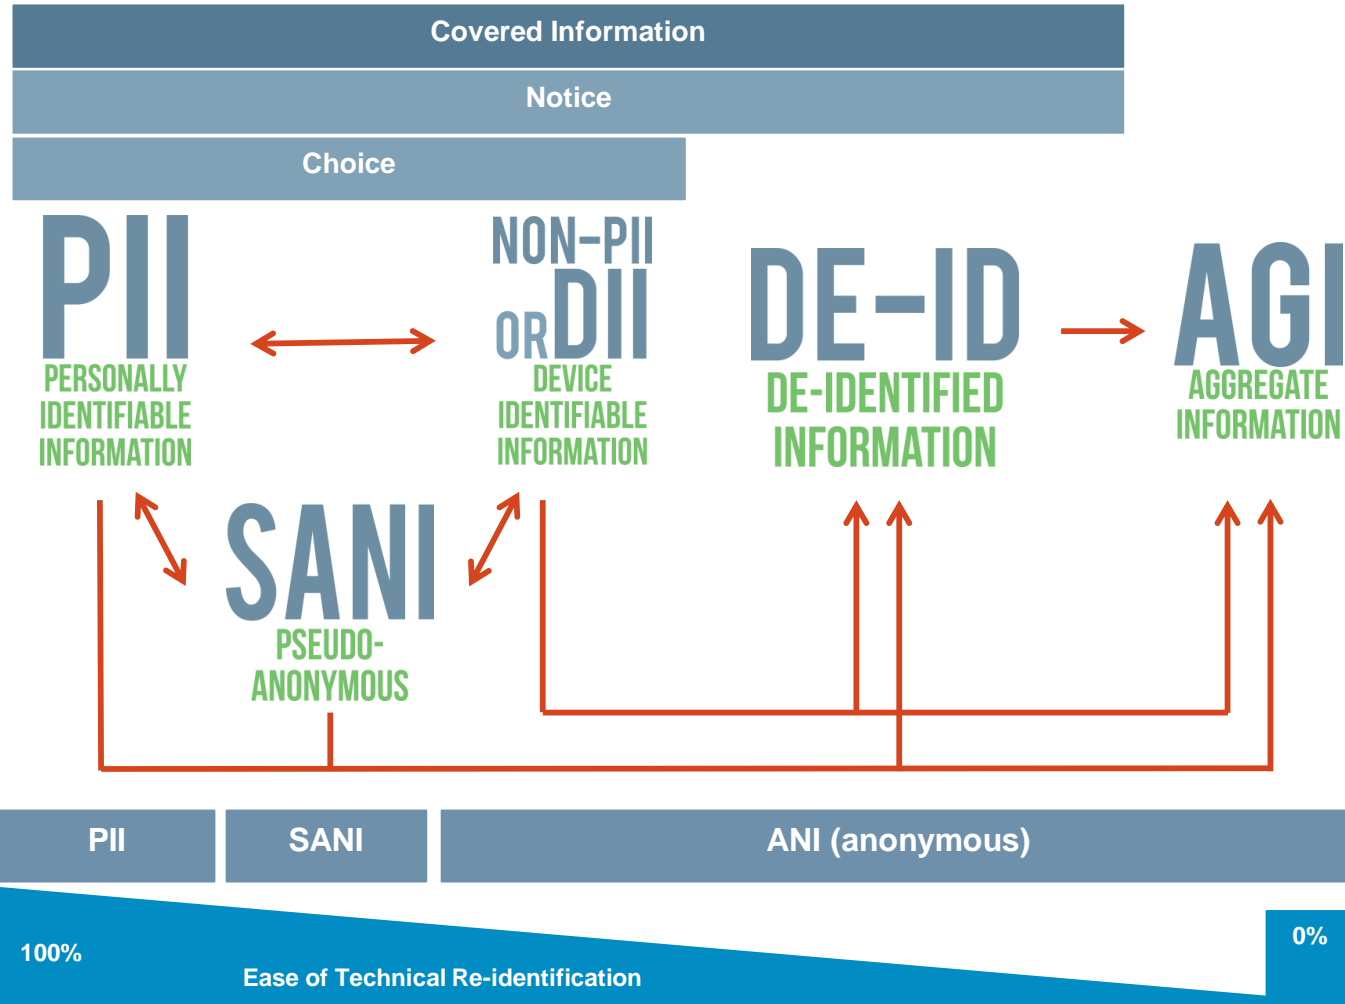 Covered Information
Notice
Choice
PII
PERSONALLY
IDENTIFIABLE
INFORMATION
NON-PII
OR DII
DEVICE
IDENTIFIABLE
INFORMATION
DE-ID
DE-IDENTIFIED
INFORMATION
AGI
AGGREGATE
INFORMATION
SANI
PSEUDO-
ANONYMOUS
PII
SANI
ANI (anonymous)
100%
Ease of Technical Re-identification
0%